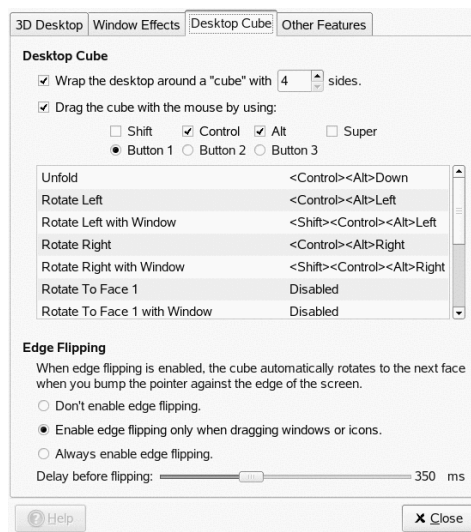 3D Desktop Window Effects Desktop Cube Other Features
Desktop Cube
Wrap the desktop around a "cube" with 4 sides.
Drag the cube with the mouse by using:
Shift Control Alt Super
Button 1 Button 2 Button 3
Unfold <Control><Alt>Down
Rotate Left <Control><Alt>Left
Rotate Left with Window <Shift><Control><Alt>Left
Rotate Right <Control><Alt>Right
Rotate Right with Window <Shift><Control><Alt>Right
Rotate To Face 1 Disabled
Rotate To Face 1 with Window Disabled
Edge Flipping
When edge flipping is enabled, the cube automatically rotates to the next face
when you bump the pointer against the edge of the screen.
Don't enable edge flipping.
Enable edge flipping only when dragging windows or icons.
Always enable edge flipping.
Delay before flipping: 350 ms
Help Close